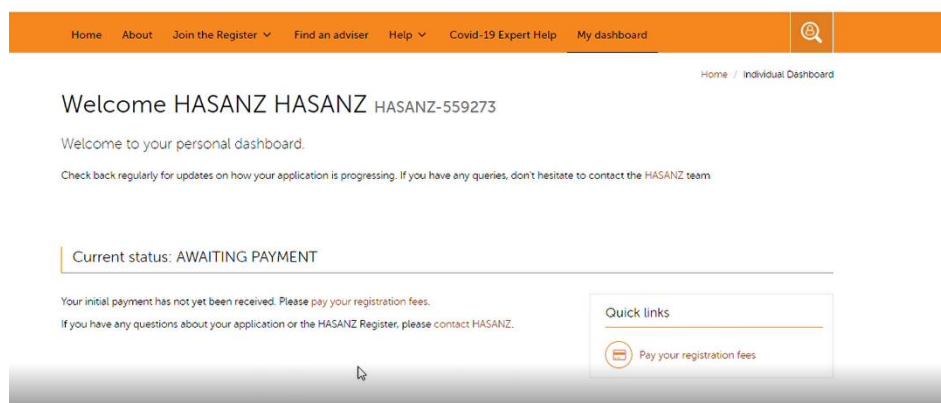 Home About Join the Register Find an adviser Help Covid-19 Expert Help My dashboard
Home / Individual Dashboard
Welcome HASANZ HASANZ HASANZ-559273
Welcome to your personal dashboard.
Check back regularly for updates on how your application is progressing. If you have any queries, don't hesitate to contact the HASANZ team
Current status: AWAITING PAYMENT
Your initial payment has not yet been received. Please pay your registration fees.
If you have any questions about your application or the HASANZ Register, please contact HASANZ.
Quick links
Pay your registration fees